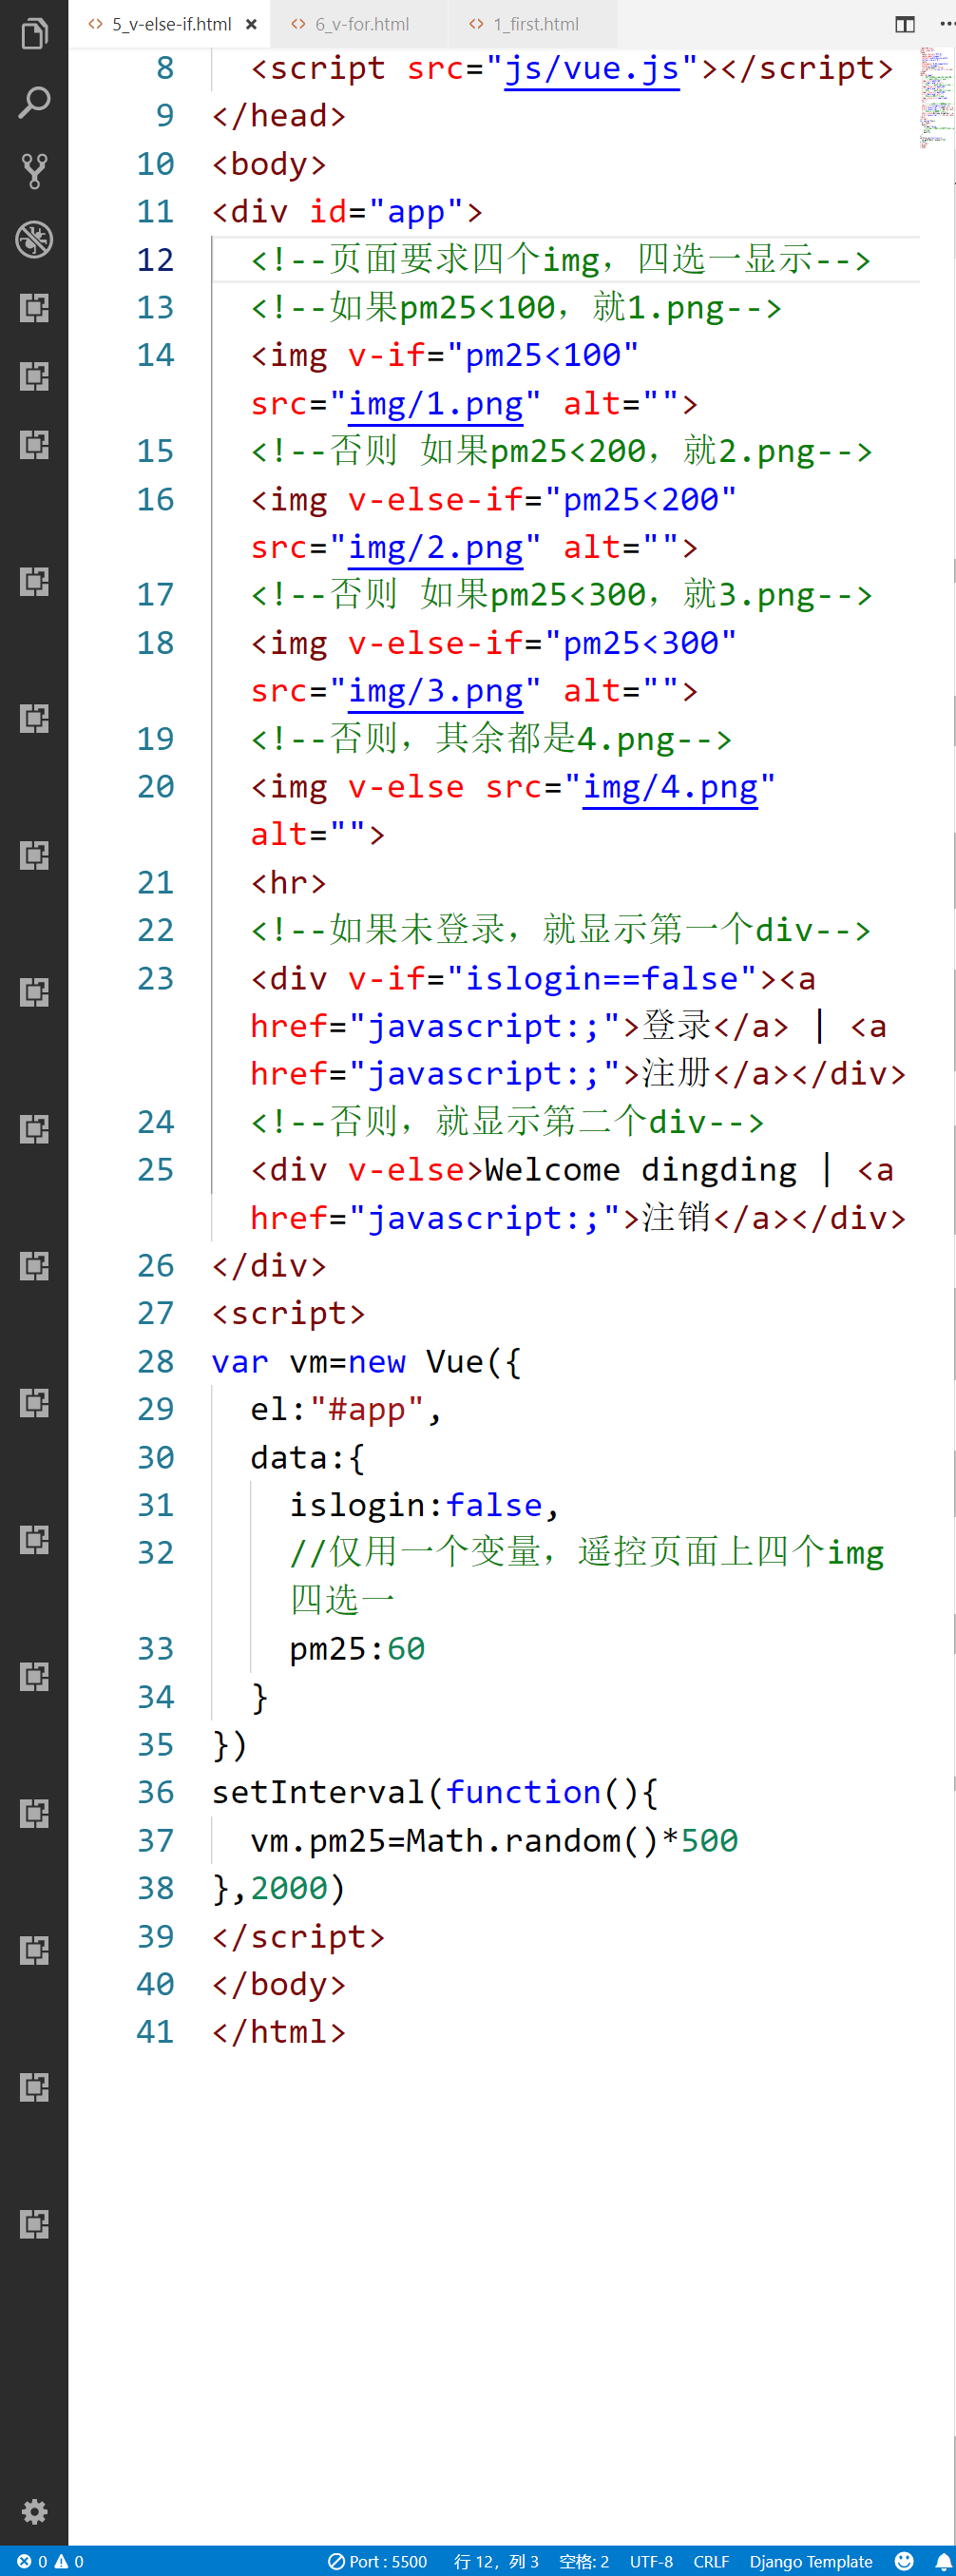 5_v-else-if.html
6_v-for.html
1_first.html
8 <script src="js/vue.js"></script>
9 </head>
10 <body>
11 <div id="app">
12 <!--页面要求四个img，四选一显示-->
13 <!--如果pm25<100，就1.png-->
14 <img v-if="pm25<100"
src="img/1.png" alt="">
15 <!--否则 如果pm25<200，就2.png-->
16 <img v-else-if="pm25<200"
src="img/2.png" alt="">
17 <!--否则 如果pm25<300，就3.png-->
18 <img v-else-if="pm25<300"
src="img/3.png" alt="">
19 <!--否则，其余都是4.png-->
20 <img v-else src="img/4.png"
alt="">
21 <hr>
22 <!--如果未登录，就显示第一个div-->
23 <div v-if="islogin==false"><a
href="javascript:;">登录</a> | <a
href="javascript:;">注册</a></div>
24 <!--否则，就显示第二个div-->
25 <div v-else>Welcome dingding | <a
href="javascript:;">注销</a></div>
26 </div>
27 <script>
28 var vm=new Vue({
29 el:"#app",
30 data:{
31 islogin:false,
32 //仅用一个变量，遥控页面上四个img
四选一
33 pm25:60
34 }
35 })
36 setInterval(function(){
37 vm.pm25=Math.random()*500
38 },2000)
39 </script>
40 </body>
41 </html>
0 0 Port : 5500 行 12，列 3 空格: 2 UTF-8 CRLF Django Template